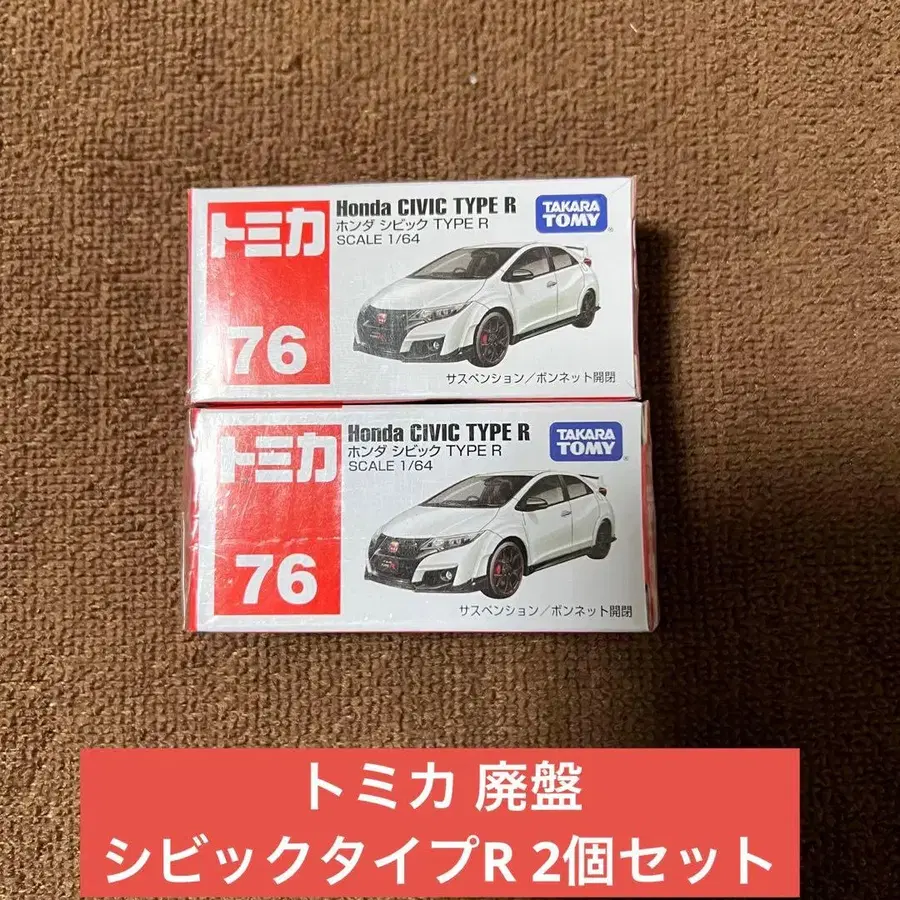 トミカ
Honda CIVIC TYPE R
ホンダ シビック TYPE R
SCALE 1/64
TAKARA
TOMY
76
サスペンション/ボンネット開閉
トミカ
Honda CIVIC TYPE R
ホンダ シビック TYPE R
SCALE 1/64
TAKARA
TOMY
76
サスペンション/ボンネット開閉
トミカ 廃盤
シビックタイプR 2個セット